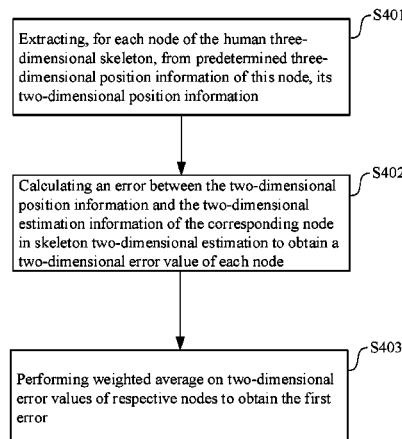 S401
Extracting, for each node of the human three-
dimensional skeleton, from predetermined three-
dimensional position information of this node, its
two-dimensional position information
S402
Calculating an error between the two-dimensional
position information and the two-dimensional
estimation information of the corresponding node
in skeleton two-dimensional estimation to obtain a
two-dimensional error value of each node
S403
Performing weighted average on two-dimensional
error values of respective nodes to obtain the first
error